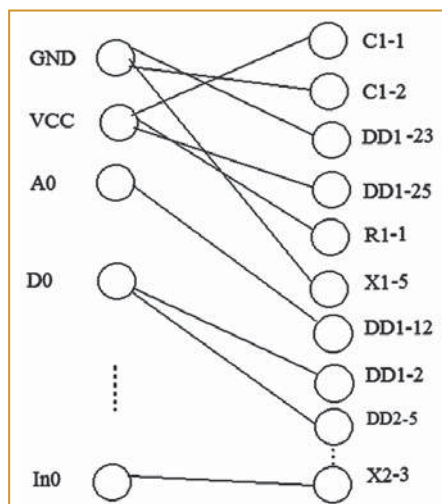 GND
VCC
A0
D0
In0
C1-1
C1-2
DD1-23
DD1-25
R1-1
X1-5
DD1-12
DD1-2
DD2-5
X2-3